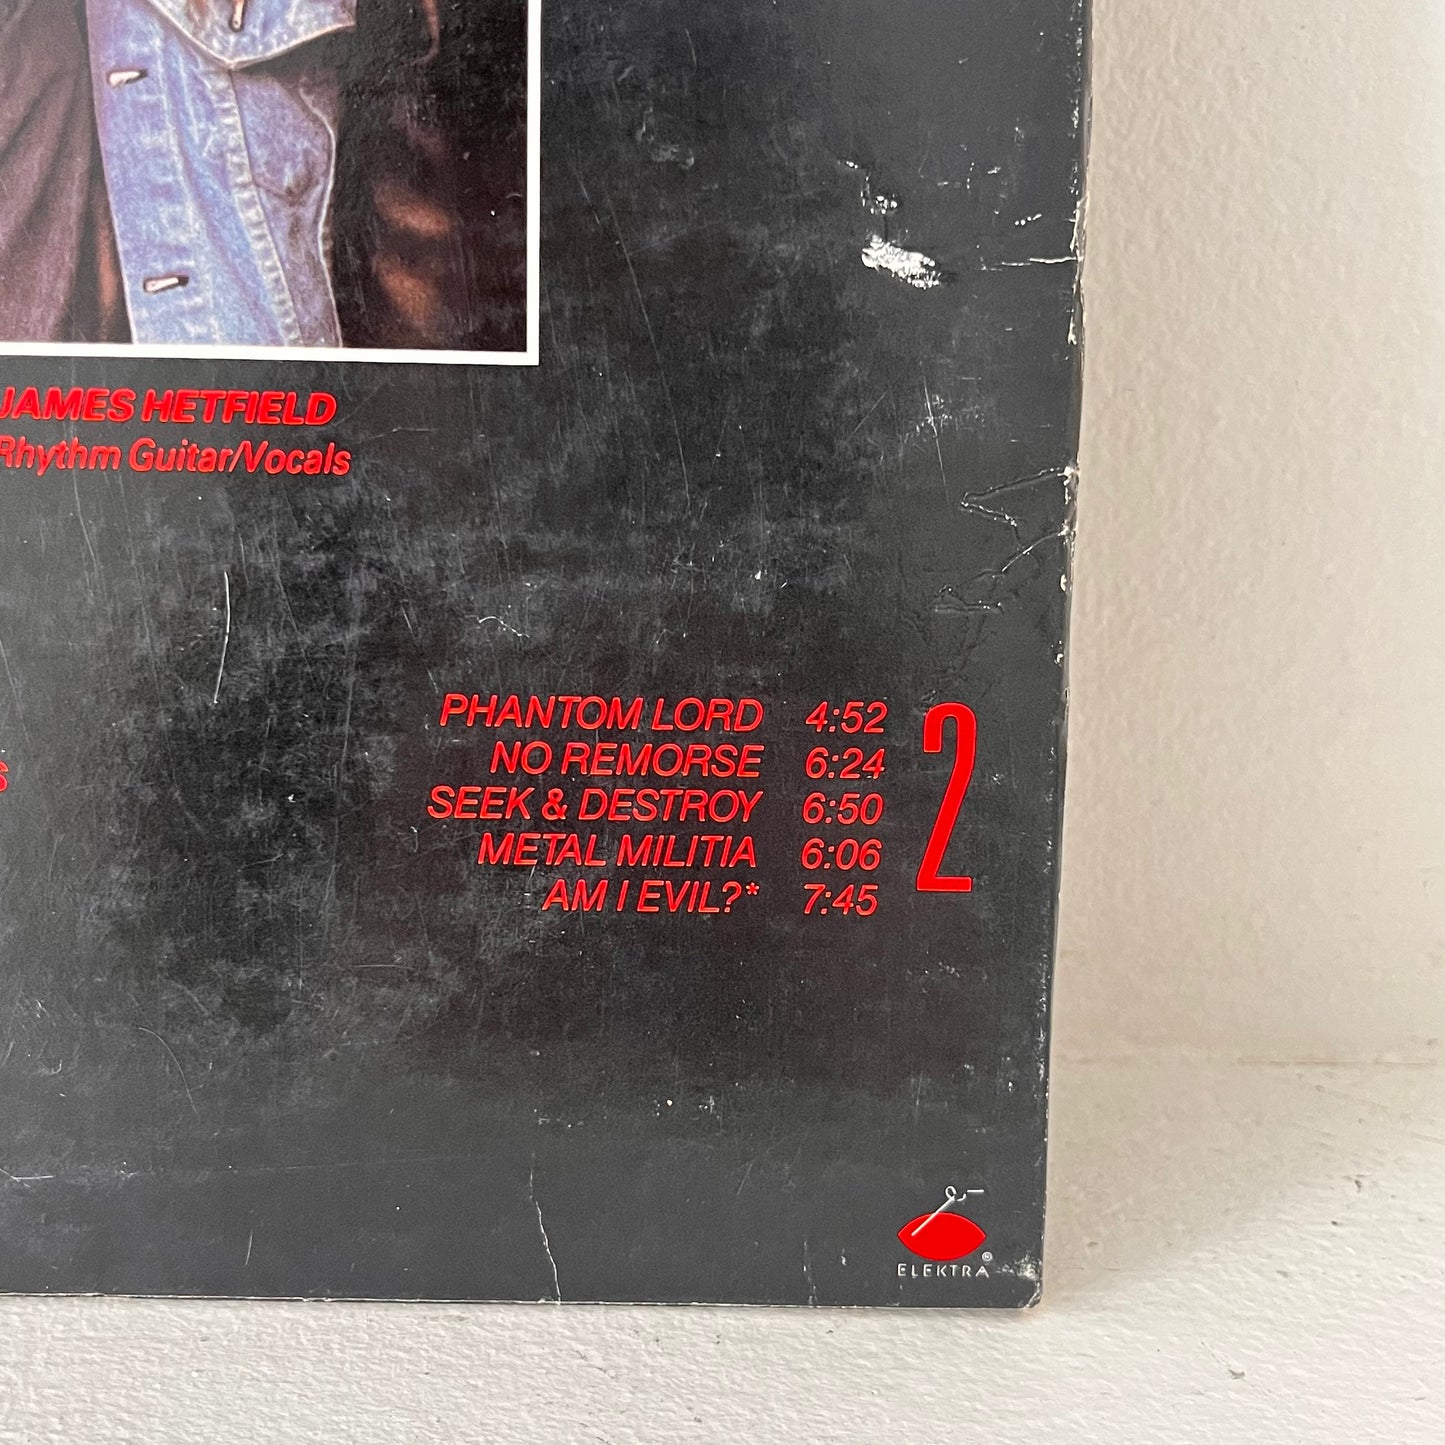 JAMES HETFIELD
Rhythm Guitar/Vocals
PHANTOM LORD 4:52
NO REMORSE 6:24
SEEK & DESTROY 6:50
METAL MILITIA 6:06
AM I EVIL?* 7:45
2
ELEKTRA®